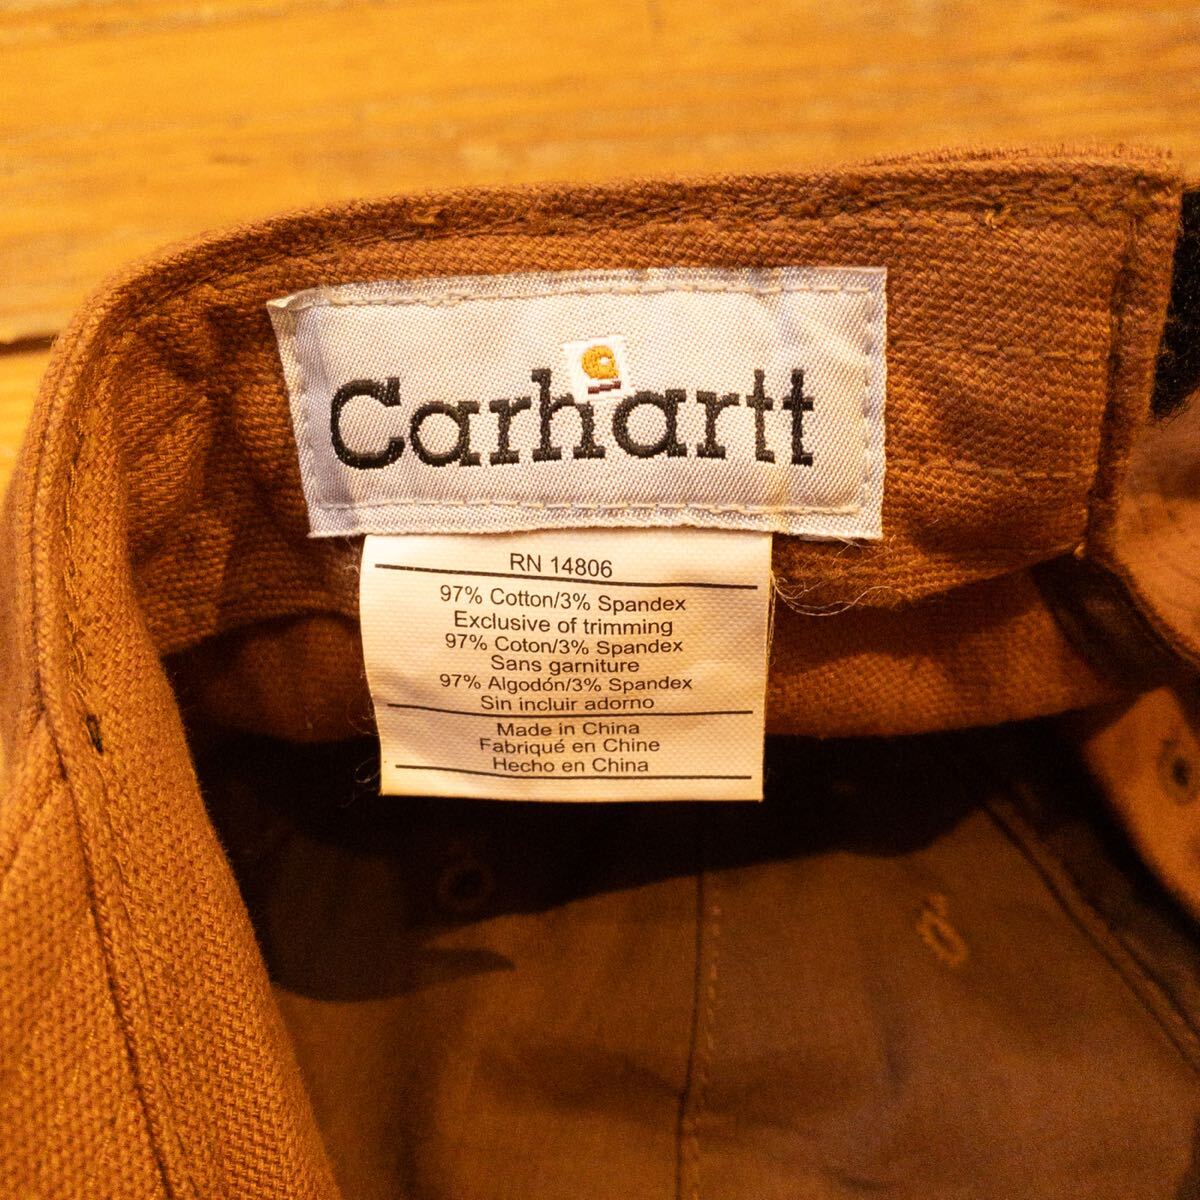 Carhartt
RN 14806
97% Cotton/3% Spandex
Exclusive of trimming
97% Coton/3% Spandex
Sans garniture
97% Algodón/3% Spandex
Sin incluir adorno
Made in China
Fabriqué en Chine
Hecho en China